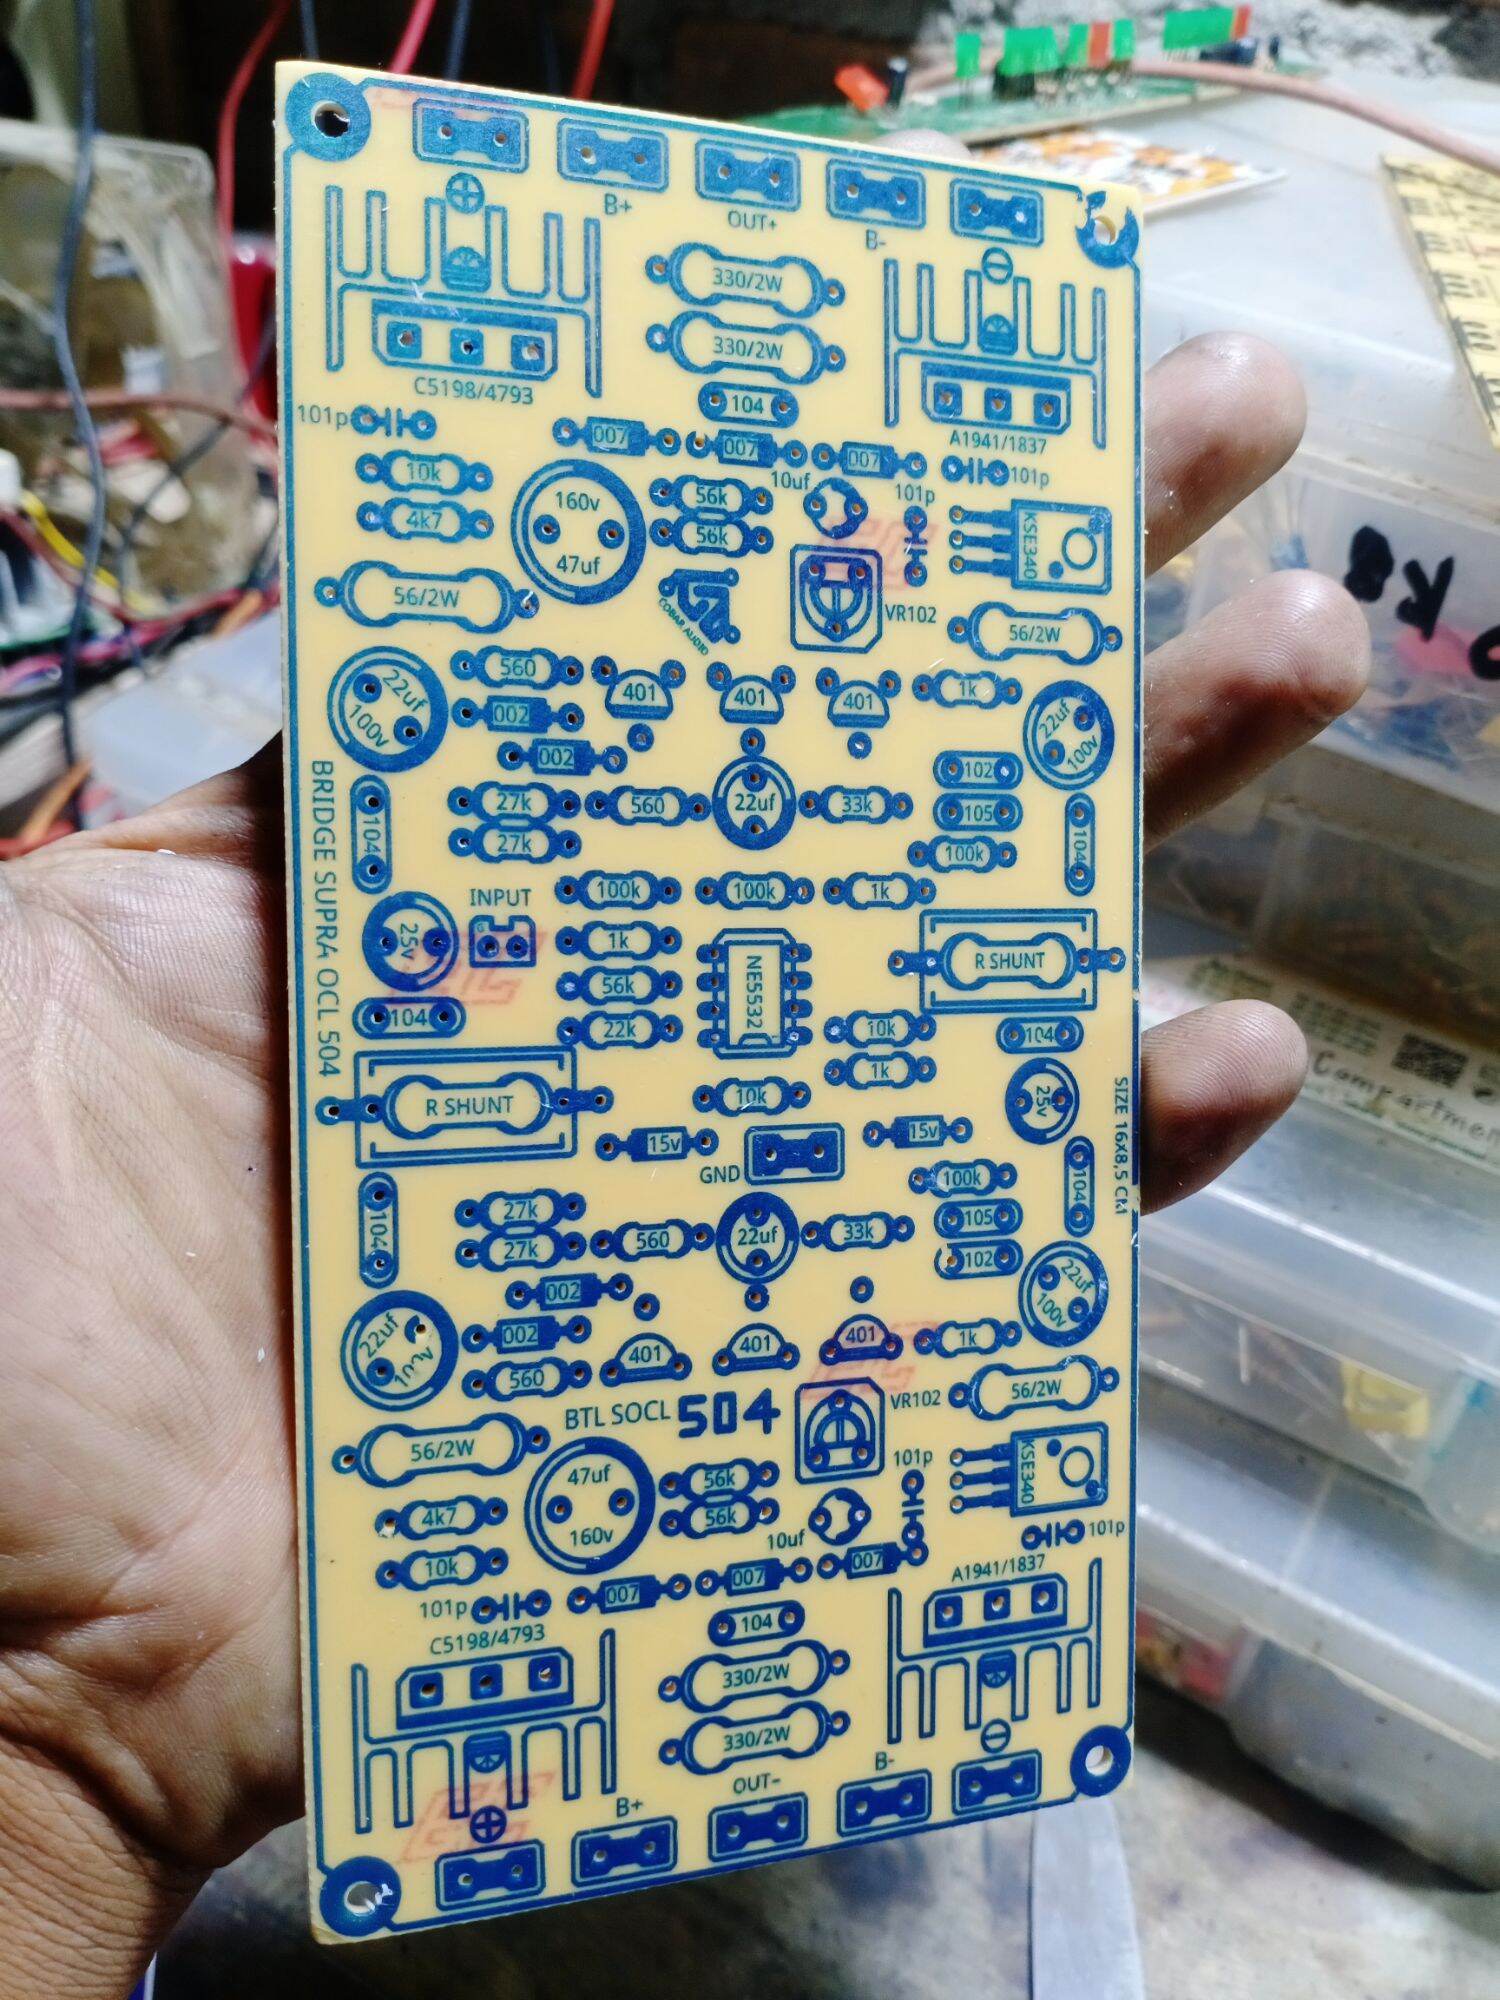 B+
OUT+
B-
330/2W
330/2W
C5198/4793
104
A1941/1837
101p
007
007
007
101p
10k
160v
47uf
56k
10uf
101p
4k7
56k
KSE340
56/2W
COBAR AUDIO
VR102
56/2W
22uf
100v
560
401
401
401
1k
22uf
100v
002
002
102
27k
560
22uf
33k
105
104
27k
100k
104
BRIDGE SUPRA OCL 504
INPUT
100k
100k
1k
25v
1k
NE5532
R SHUNT
56k
104
22k
10k
104
R SHUNT
1k
25v
10k
SIZE 16X8,5 CM
15v
15v
GND
104
100k
104
27k
560
22uf
33k
105
27k
102
002
22uf
100v
22uf
100v
002
401
401
401
1k
560
56/2W
BTL SOCL 504
VR102
56/2W
47uf
160v
56k
101p
KSE340
4k7
56k
10uf
101p
10k
007
007
007
A1941/1837
101p
104
C5198/4793
330/2W
330/2W
B+
OUT-
B-
Compartmen